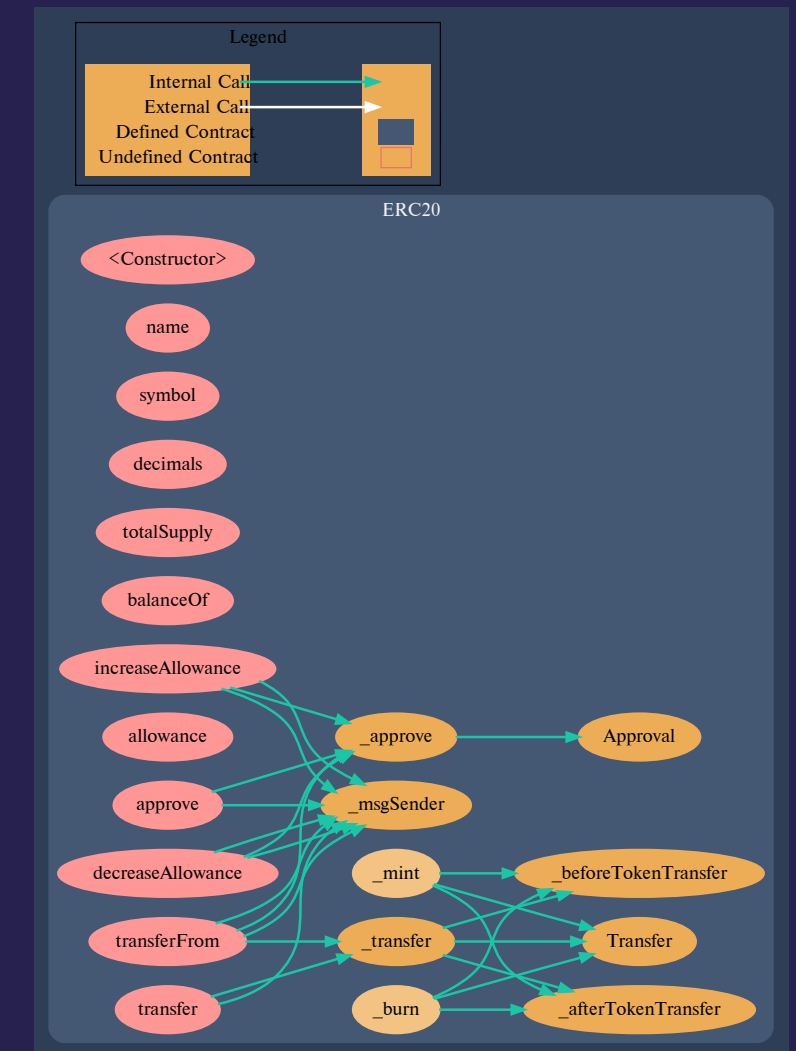 Legend
Internal Call
External Call
Defined Contract
Undefined Contract
ERC20
<Constructor>
name
symbol
decimals
totalSupply
balanceOf
increaseAllowance
allowance
_approve
Approval
approve
_msgSender
decreaseAllowance
_mint
_beforeTokenTransfer
transferFrom
_transfer
Transfer
transfer
_burn
_afterTokenTransfer